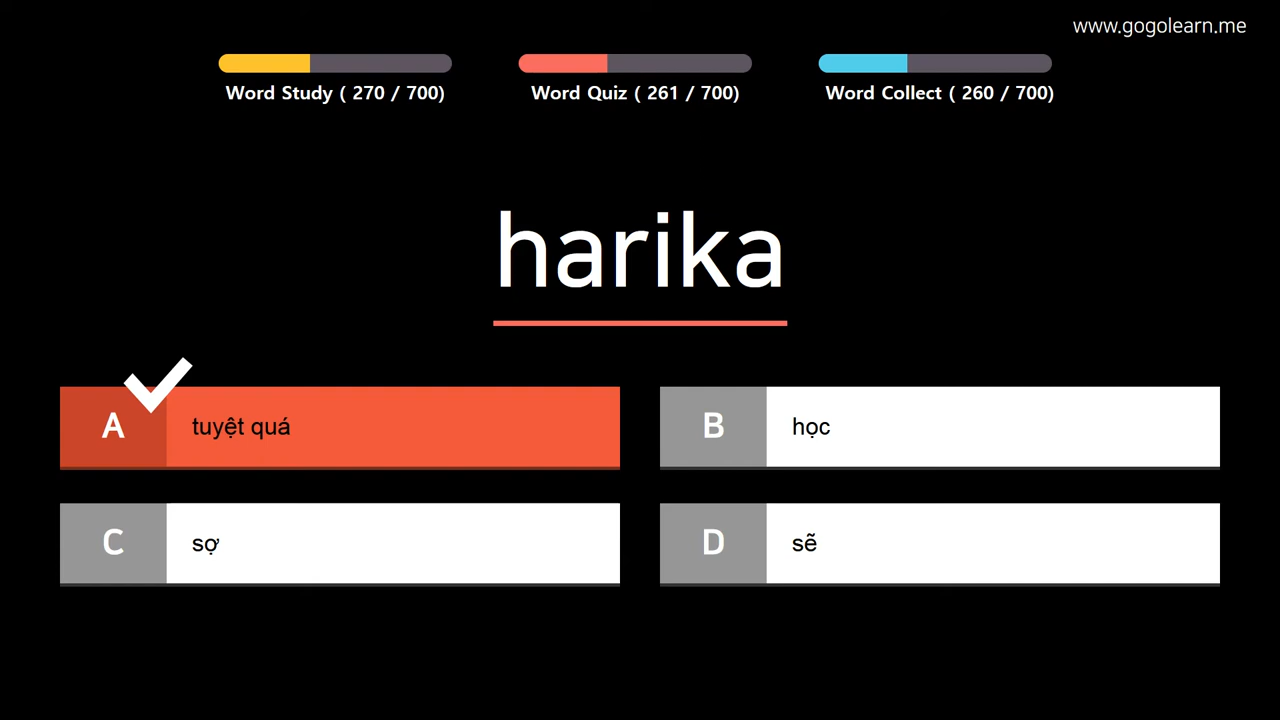 www.gogolearn.me
Word Study ( 270 / 700)
Word Quiz ( 261 / 700)
Word Collect ( 260 / 700)
harika
A
tuyệt quá
B
học
C
sợ
D
sẽ